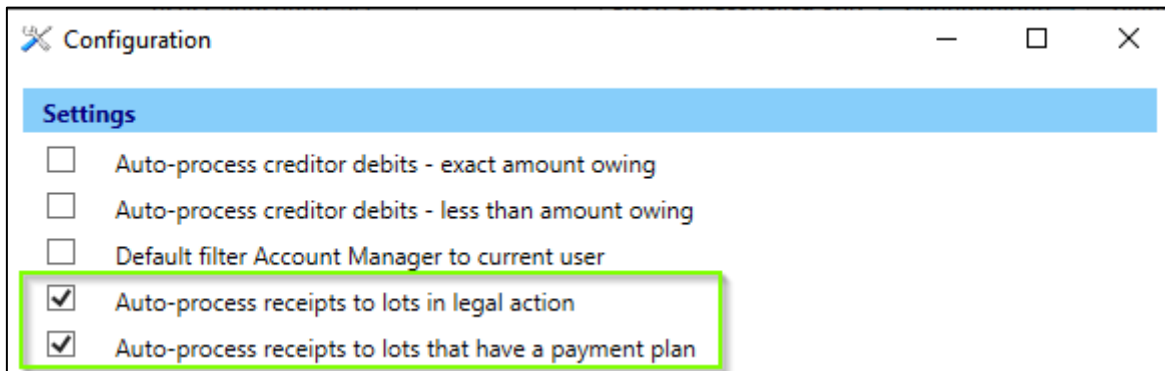 Configuration
Settings
Auto-process creditor debits - exact amount owing
Auto-process creditor debits - less than amount owing
Default filter Account Manager to current user
Auto-process receipts to lots in legal action
Auto-process receipts to lots that have a payment plan